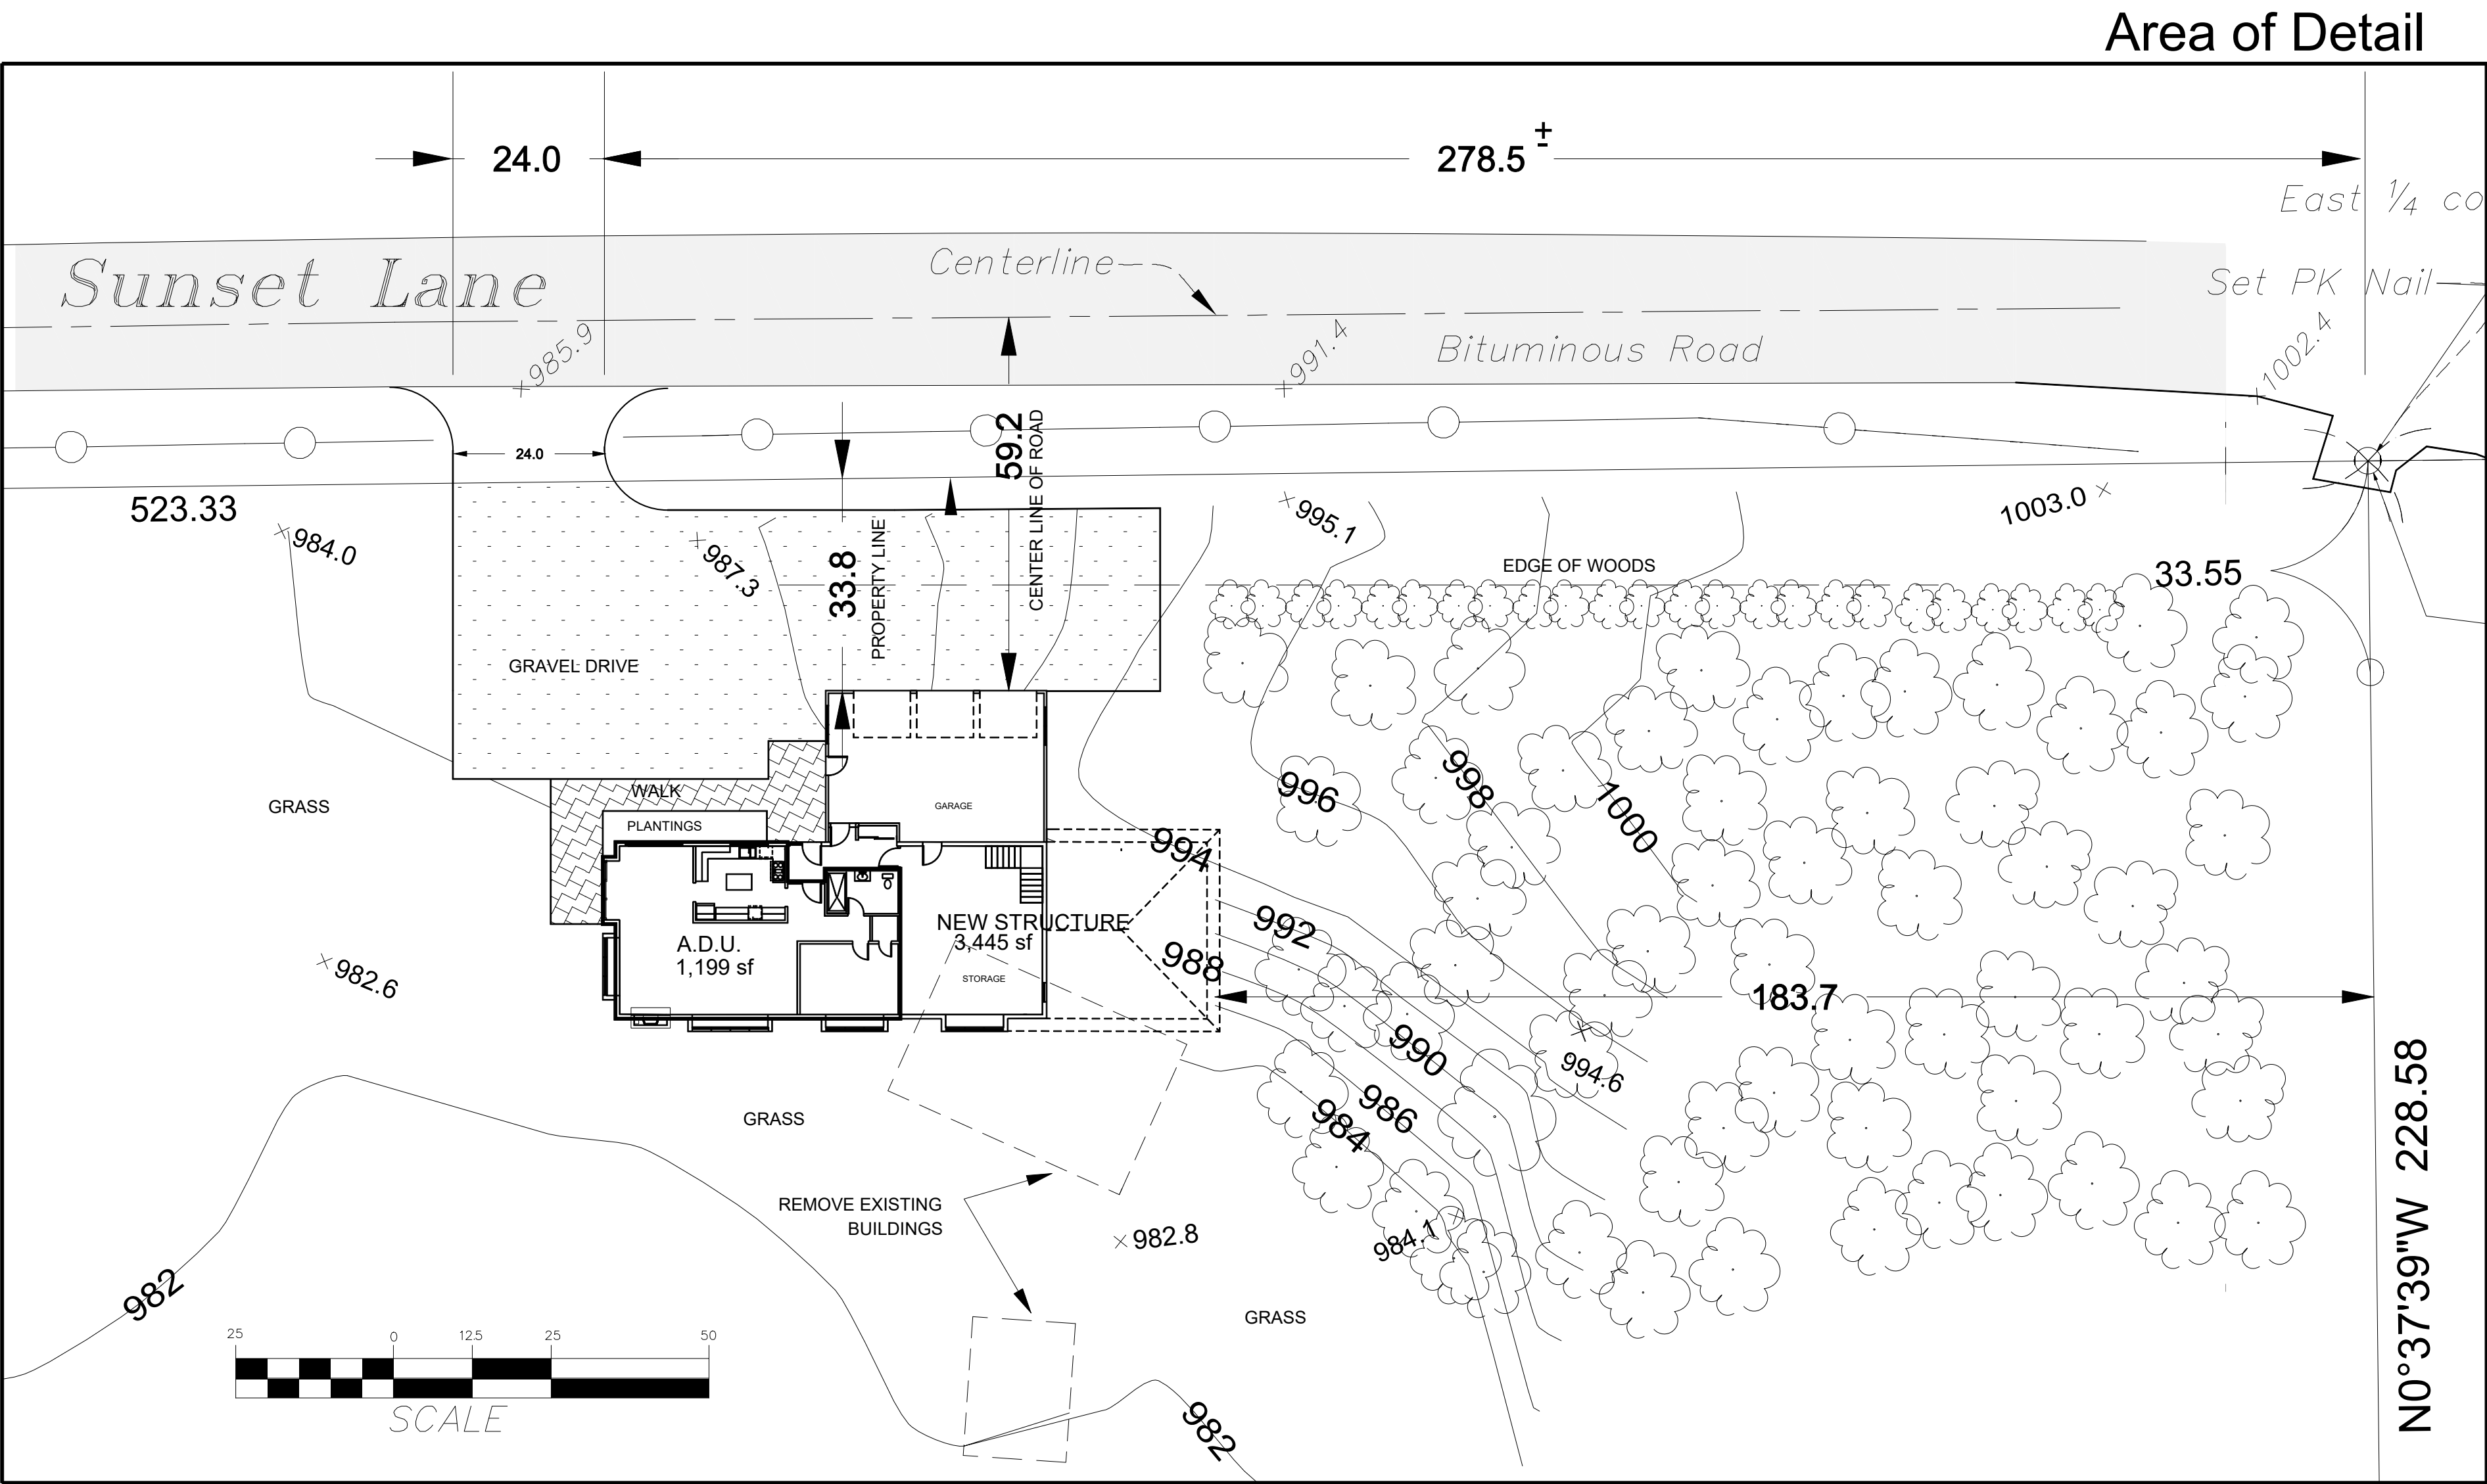 Area of Detail
24.0
278.5 ±
East ¼ co
Sunset Lane
Centerline
Set PK Nail
Bituminous Road
985.9
991.4
1002.4
24.0
59.2
CENTER LINE OF ROAD
523.33
984.0
987.3
33.8
PROPERTY LINE
995.1
1003.0
EDGE OF WOODS
33.55
GRAVEL DRIVE
WALK
GRASS
PLANTINGS
GARAGE
996
998
1000
994
NEW STRUCTURE
3,445 sf
A.D.U.
1,199 sf
STORAGE
992
988
982.6
183.7
990
994.6
986
984
GRASS
REMOVE EXISTING
BUILDINGS
982.8
984.1
N0°37'39"W 228.58
982
GRASS
25 0 12.5 25 50
SCALE
982